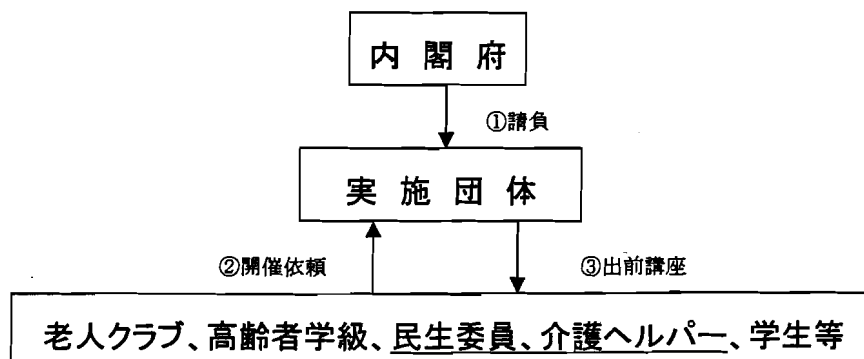 内閣府
①請負
実施団体
②開催依頼
③出前講座
老人クラブ、高齢者学級、民生委員、介護ヘルパー、学生等